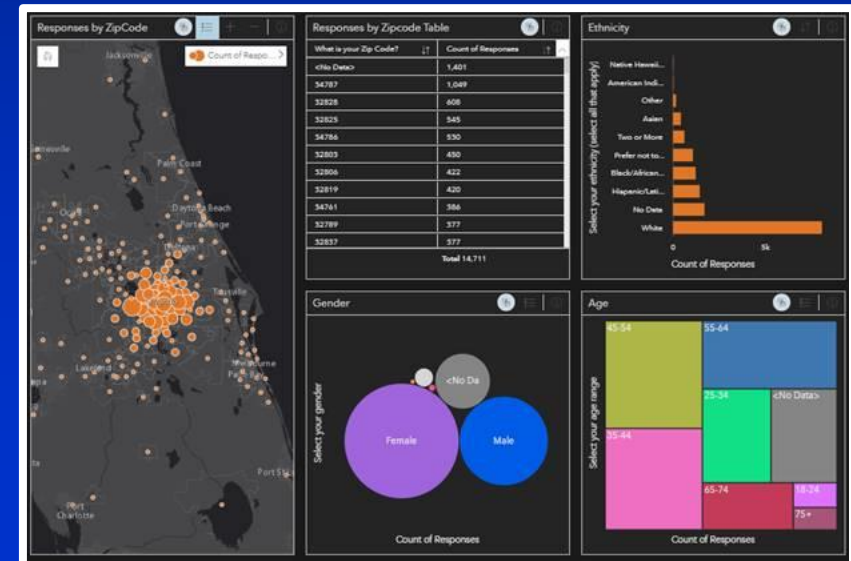 Responses by ZipCode
Count of Respo...
Jacksonville
Palm Coast
Ocala
Daytona Beach
Port Orange
Titusville
Lakeland
Melbourne
Palm Bay
Port St
Port
Charlotte
Responses by Zipcode Table
What is your Zip Code? Count of Responses
<No Data> 1,401
34787 1,049
32828 608
32825 545
34786 530
32803 450
32806 422
32819 420
34761 386
32789 377
32837 377
Total 14,711
Ethnicity
Select your ethnicity (select all that apply)
Native Hawaii...
American Indi...
Other
Asian
Two or More
Prefer not to...
Black/African...
Hispanic/Lati...
No Data
White
0 5k
Count of Responses
Gender
Select your gender
<No Da
Female
Male
Count of Responses
Age
Select your age range
45-54
55-64
25-34
<No Data>
35-44
65-74
18-24
75+
Count of Responses